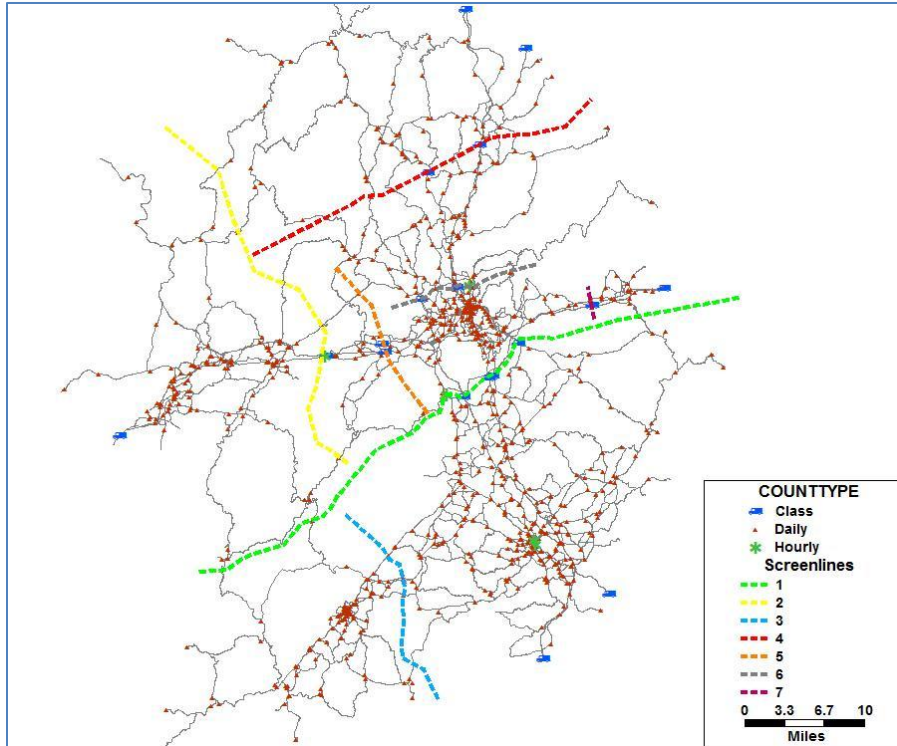 COUNTTYPE
Class
Daily
Hourly
Screenlines
1
2
3
4
5
6
7
0 3.3 6.7 10
Miles